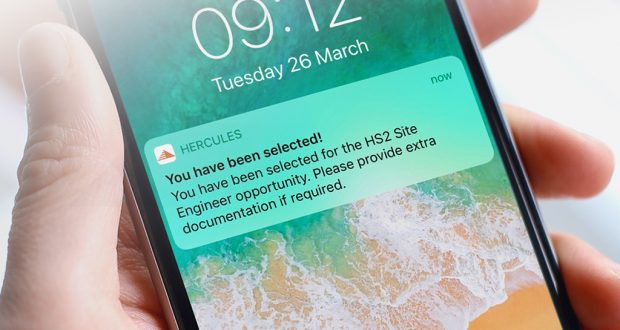 09:12
Tuesday 26 March
HERCULES
now
You have been selected!
You have been selected for the HS2 Site
Engineer opportunity. Please provide extra
documentation if required.